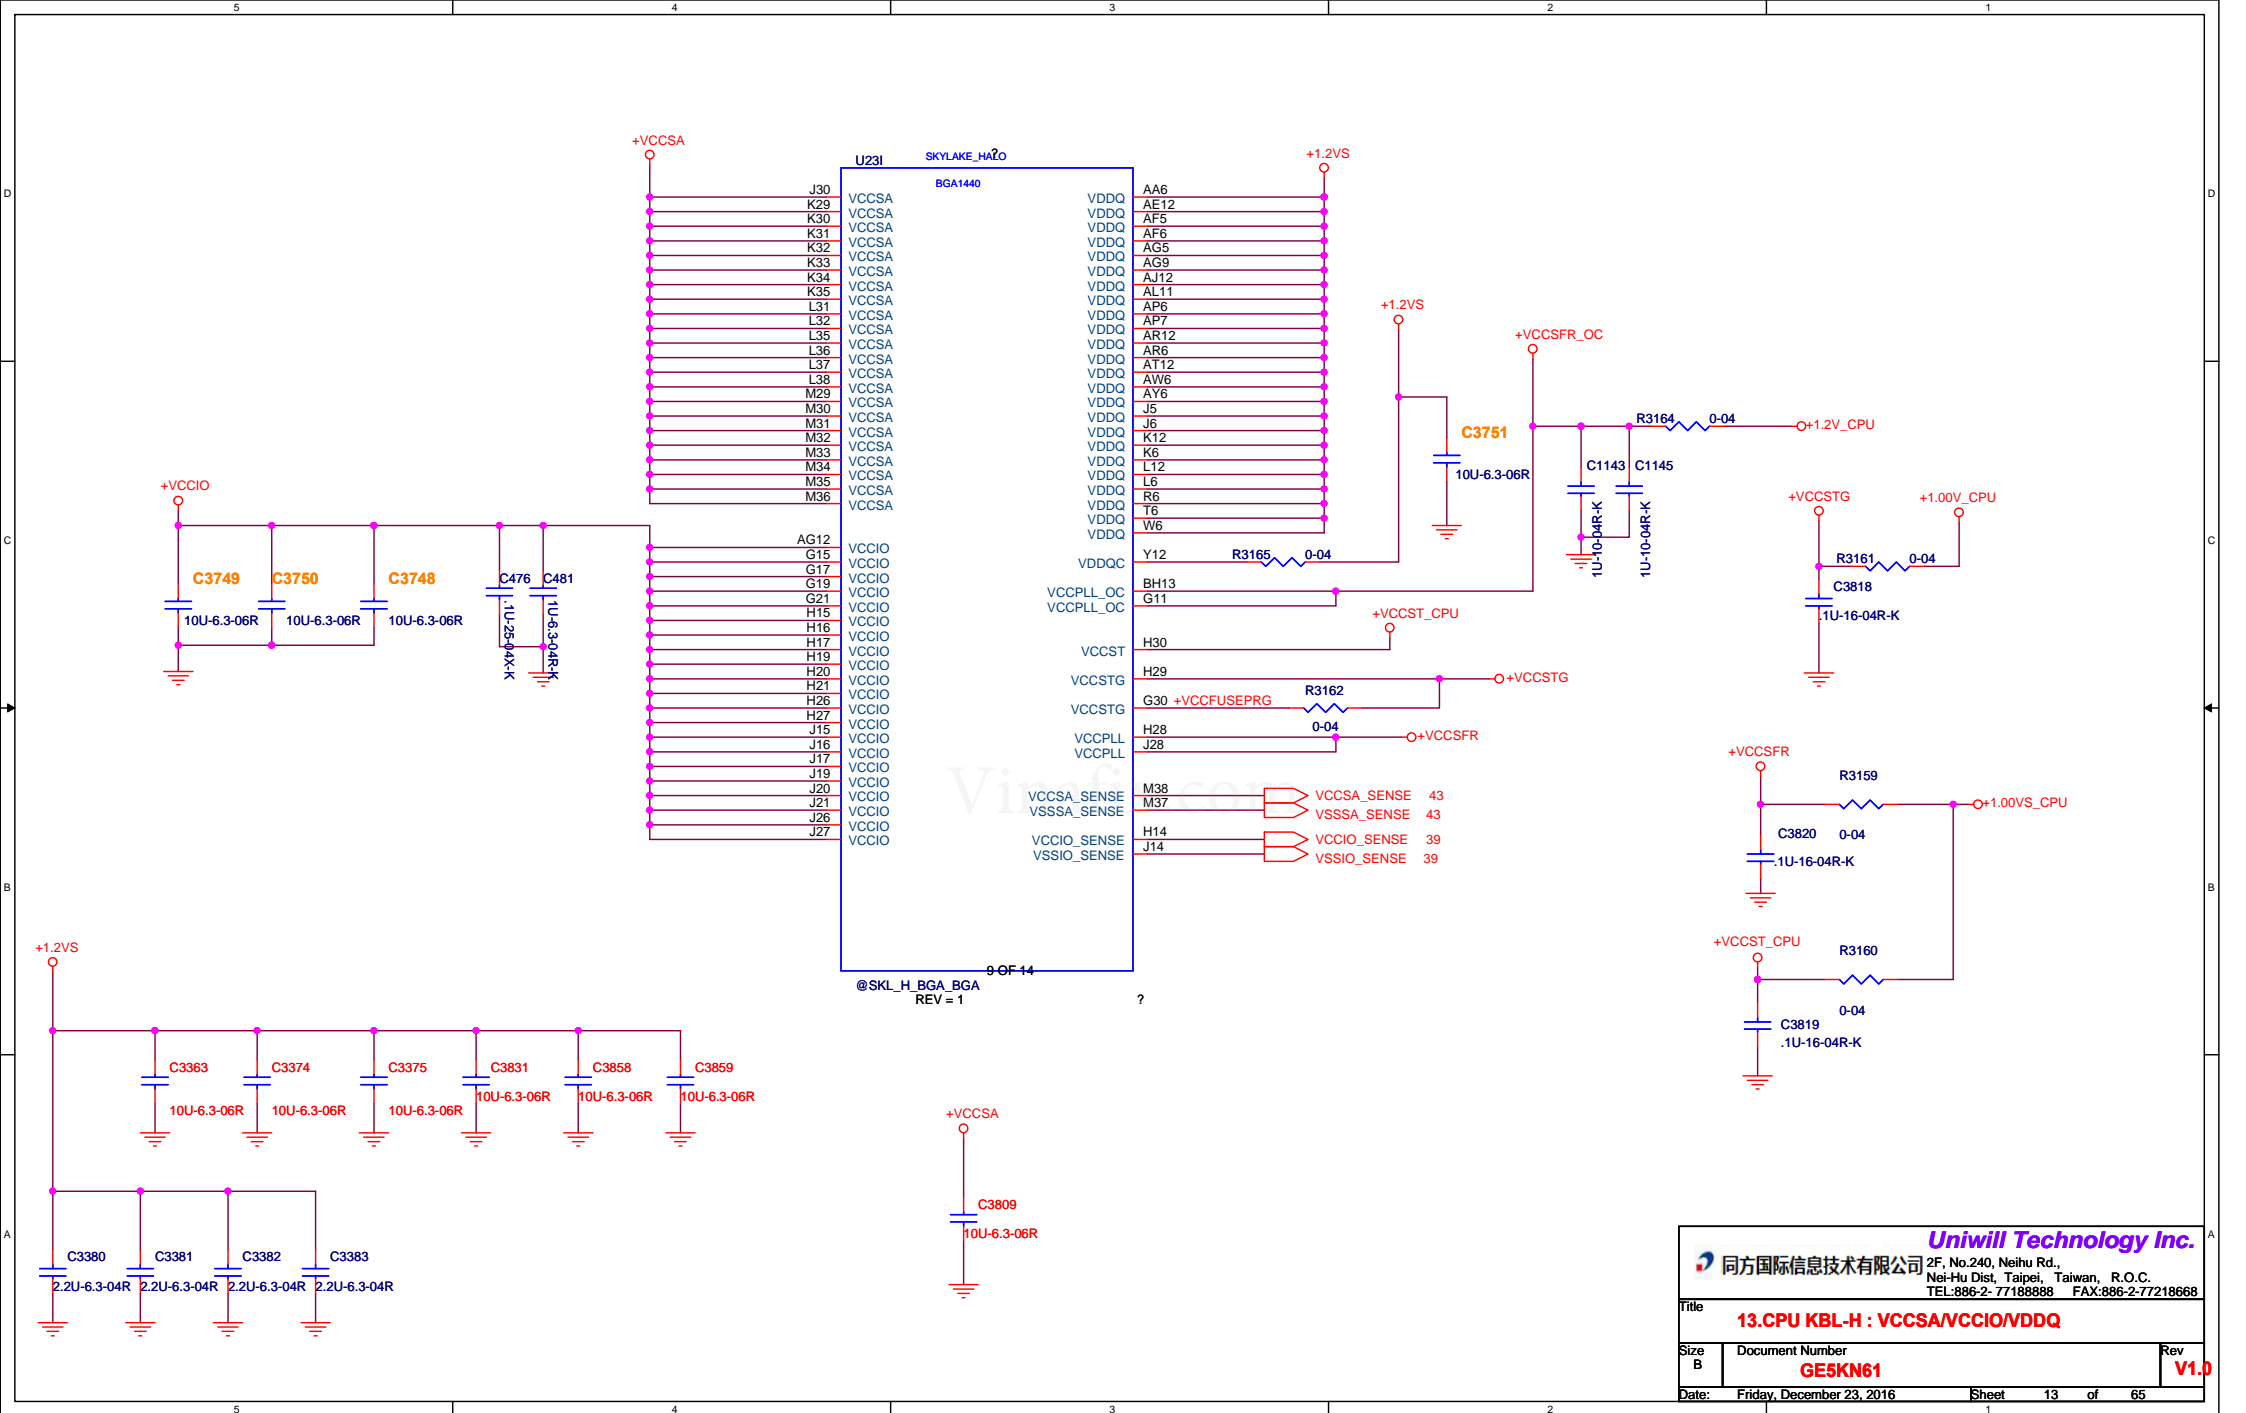 5 4 3 2 1
D
D
C
C
B
B
A
A
+VCCSA
U23I
SKYLAKE_HALO
?
BGA1440
+1.2VS
J30 VCCSA
K29 VCCSA
K30 VCCSA
K31 VCCSA
K32 VCCSA
K33 VCCSA
K34 VCCSA
K35 VCCSA
L31 VCCSA
L32 VCCSA
L35 VCCSA
L36 VCCSA
L37 VCCSA
L38 VCCSA
M29 VCCSA
M30 VCCSA
M31 VCCSA
M32 VCCSA
M33 VCCSA
M34 VCCSA
M35 VCCSA
M36 VCCSA
AG12 VCCIO
G15 VCCIO
G17 VCCIO
G19 VCCIO
G21 VCCIO
H15 VCCIO
H16 VCCIO
H17 VCCIO
H19 VCCIO
H20 VCCIO
H21 VCCIO
H26 VCCIO
H27 VCCIO
J15 VCCIO
J16 VCCIO
J17 VCCIO
J19 VCCIO
J20 VCCIO
J21 VCCIO
J26 VCCIO
J27 VCCIO
VDDQ AA6
VDDQ AE12
VDDQ AF5
VDDQ AF6
VDDQ AG5
VDDQ AG9
VDDQ AJ12
VDDQ AL11
VDDQ AP6
VDDQ AP7
VDDQ AR12
VDDQ AR6
VDDQ AT12
VDDQ AW6
VDDQ AY6
VDDQ J5
VDDQ J6
VDDQ K12
VDDQ K6
VDDQ L12
VDDQ L6
VDDQ R6
VDDQ T6
VDDQ W6
VDDQC Y12 R3165 0-04
VCCPLL_OC BH13
VCCPLL_OC G11
+VCCST_CPU
VCCST H30
VCCSTG H29 +VCCSTG
VCCSTG G30 +VCCFUSEPRG R3162 0-04
VCCPLL H28 +VCCSFR
VCCPLL J28
VCCSA_SENSE M38 VCCSA_SENSE 43
VSSSA_SENSE M37 VSSSA_SENSE 43
VCCIO_SENSE H14 VCCIO_SENSE 39
VSSIO_SENSE J14 VSSIO_SENSE 39
Vinafix.com
9 OF 14
@SKL_H_BGA_BGA
REV = 1
?
+1.2VS
C3751
10U-6.3-06R
+VCCSFR_OC
R3164 0-04 +1.2V_CPU
C1143 C1145
1U-10-04R-K
1U-10-04R-K
+VCCSTG +1.00V_CPU
R3161 0-04
C3818
.1U-16-04R-K
+VCCSFR
R3159
+1.00VS_CPU
C3820 0-04
.1U-16-04R-K
+VCCST_CPU
R3160
0-04
C3819
.1U-16-04R-K
+VCCIO
C3749 C3750 C3748 C476 C481
10U-6.3-06R 10U-6.3-06R 10U-6.3-06R
.1U-25-04X-K
1U-6.3-04R-K
+1.2VS
C3363 C3374 C3375 C3831 C3858 C3859
10U-6.3-06R 10U-6.3-06R 10U-6.3-06R 10U-6.3-06R 10U-6.3-06R 10U-6.3-06R
C3380 C3381 C3382 C3383
2.2U-6.3-04R 2.2U-6.3-04R 2.2U-6.3-04R 2.2U-6.3-04R
+VCCSA
C3809
10U-6.3-06R
同方国际信息技术有限公司
Uniwill Technology Inc.
2F, No.240, Neihu Rd.,
Nei-Hu Dist, Taipei, Taiwan, R.O.C.
TEL:886-2- 77188888 FAX:886-2-77218668
Title
13.CPU KBL-H : VCCSA/VCCIO/VDDQ
Size Document Number Rev
B GE5KN61 V1.0
Date: Friday, December 23, 2016 Sheet 13 of 65
5 4 3 2 1